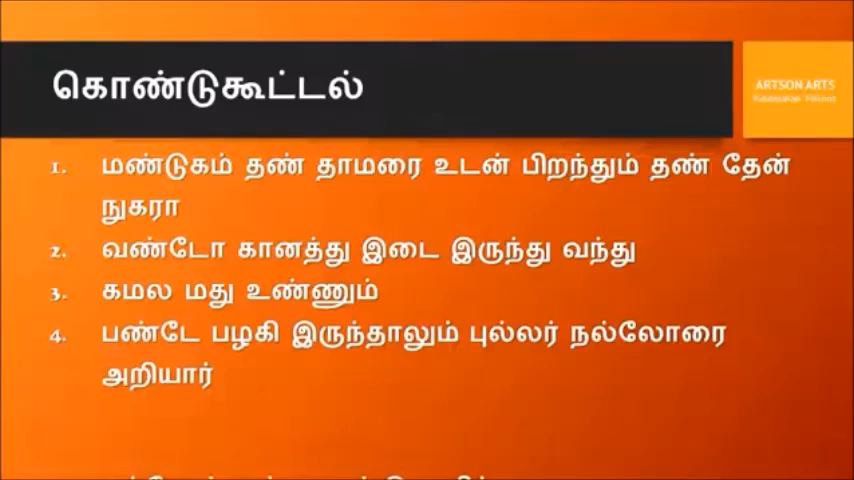 கொண்டுகூட்டல்
ARTSON ARTS
1. மண்டுகம் தண் தாமரை உடன் பிறந்தும் தண் தேன்
நுகரா
2. வண்டோ கானத்து இடை இருந்து வந்து
3. கமல மது உண்ணும்
4. பண்டே பழகி இருந்தாலும் புல்லர் நல்லோரை
அறியார்